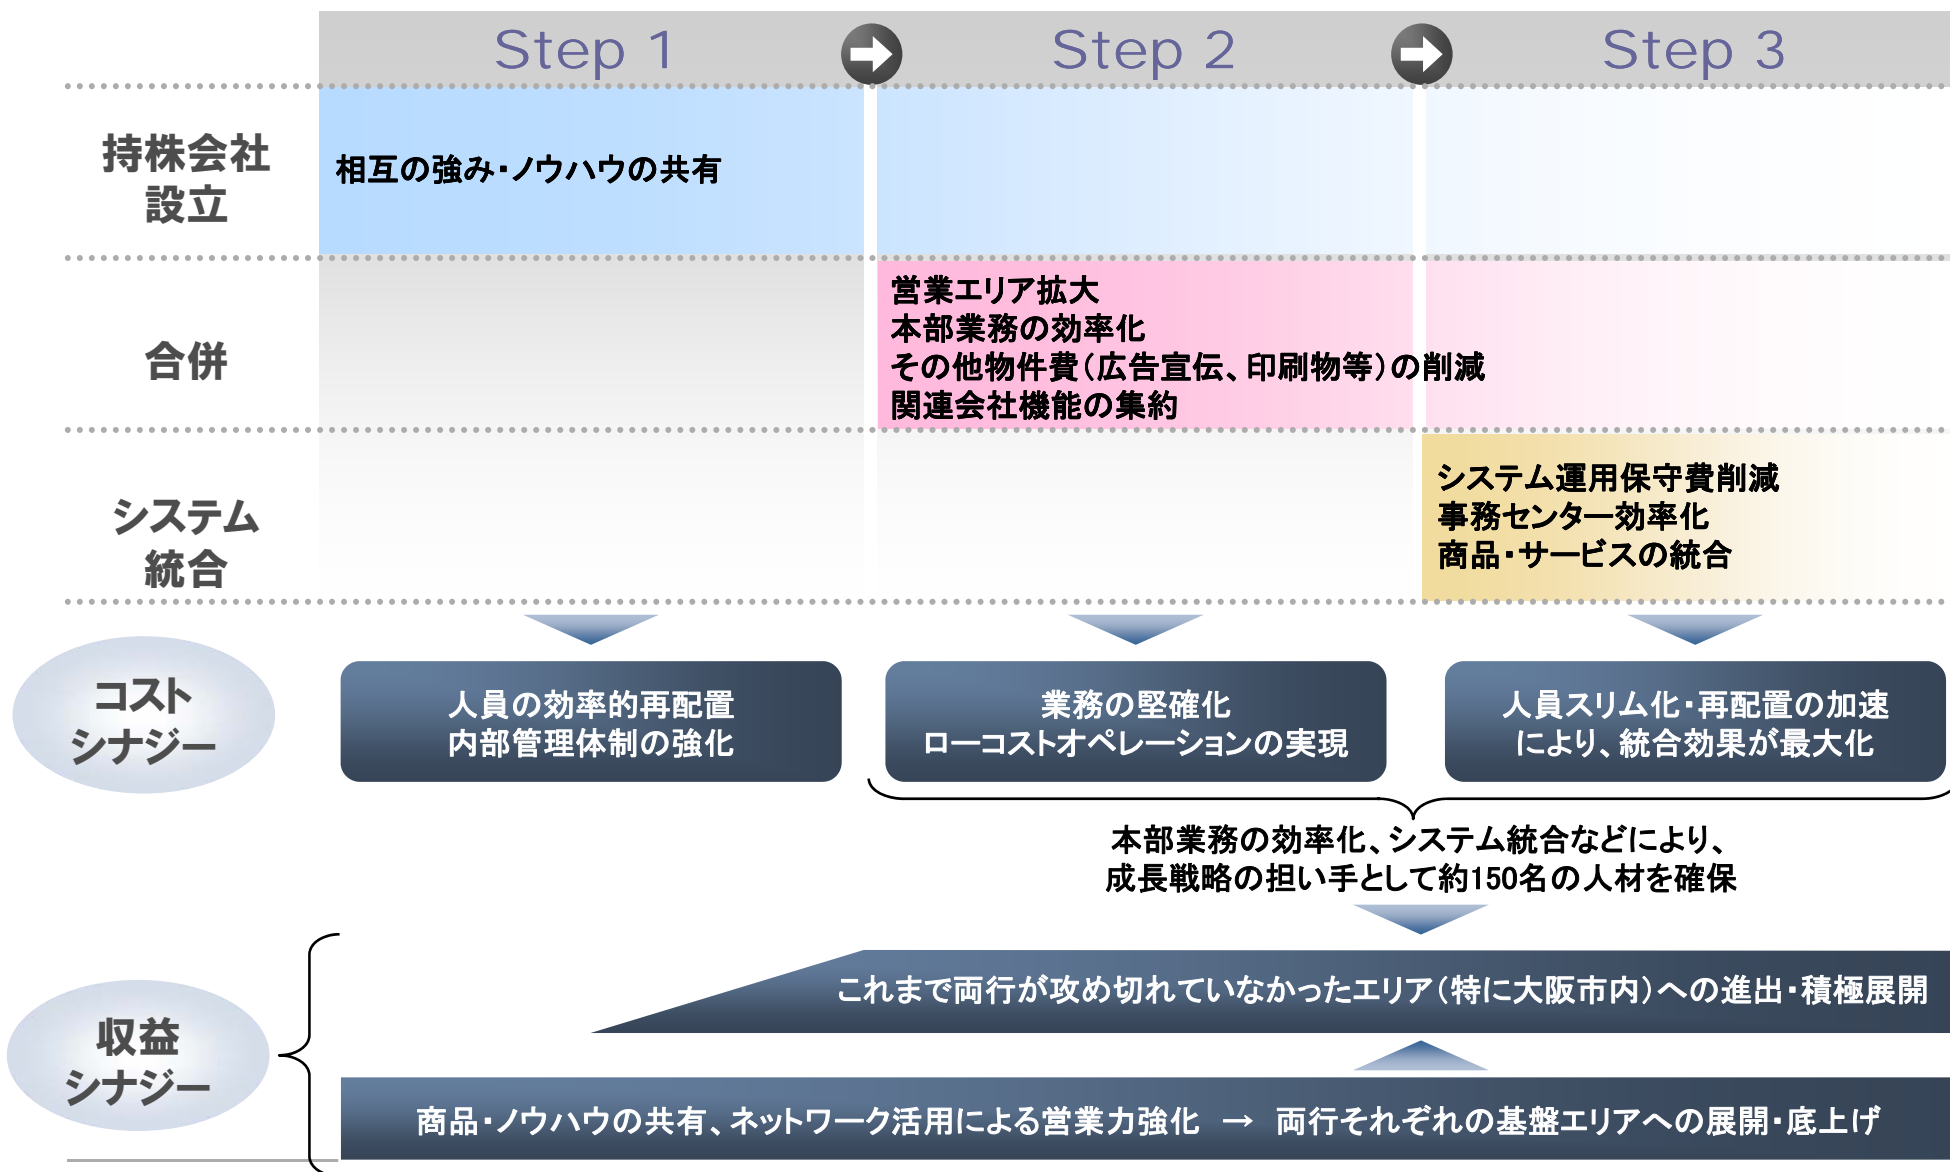 Step 1
Step 2
Step 3
持株会社
設立
相互の強み・ノウハウの共有
合併
営業エリア拡大
本部業務の効率化
その他物件費（広告宣伝、印刷物等）の削減
関連会社機能の集約
システム
統合
システム運用保守費削減
事務センター効率化
商品・サービスの統合
コスト
シナジー
人員の効率的再配置
内部管理体制の強化
業務の堅確化
ローコストオペレーションの実現
人員スリム化・再配置の加速
により、統合効果が最大化
本部業務の効率化、システム統合などにより、
成長戦略の担い手として約150名の人材を確保
収益
シナジー
これまで両行が攻め切れていなかったエリア（特に大阪市内）への進出・積極展開
商品・ノウハウの共有、ネットワーク活用による営業力強化 → 両行それぞれの基盤エリアへの展開・底上げ